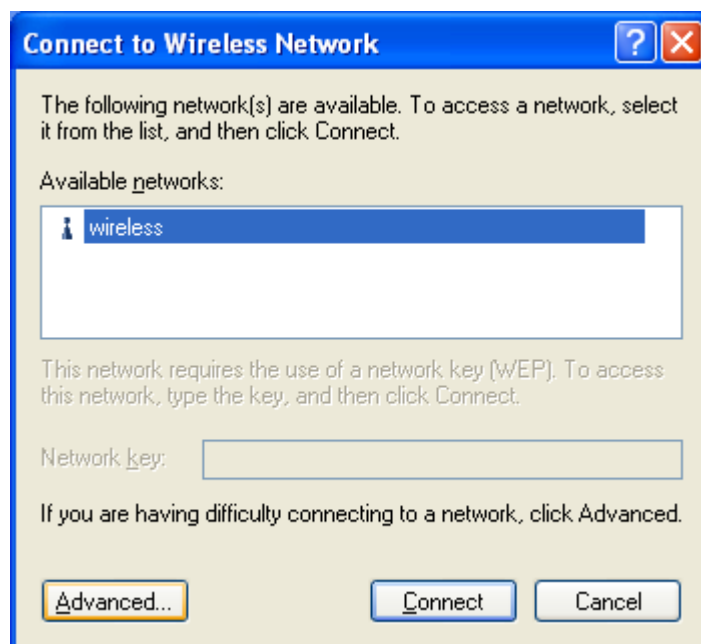 Connect to Wireless Network
The following network(s) are available. To access a network, select
it from the list, and then click Connect.
Available networks:
wireless
This network requires the use of a network key (WEP). To access
this network, type the key, and then click Connect.
Network key:
If you are having difficulty connecting to a network, click Advanced.
Advanced... Connect Cancel